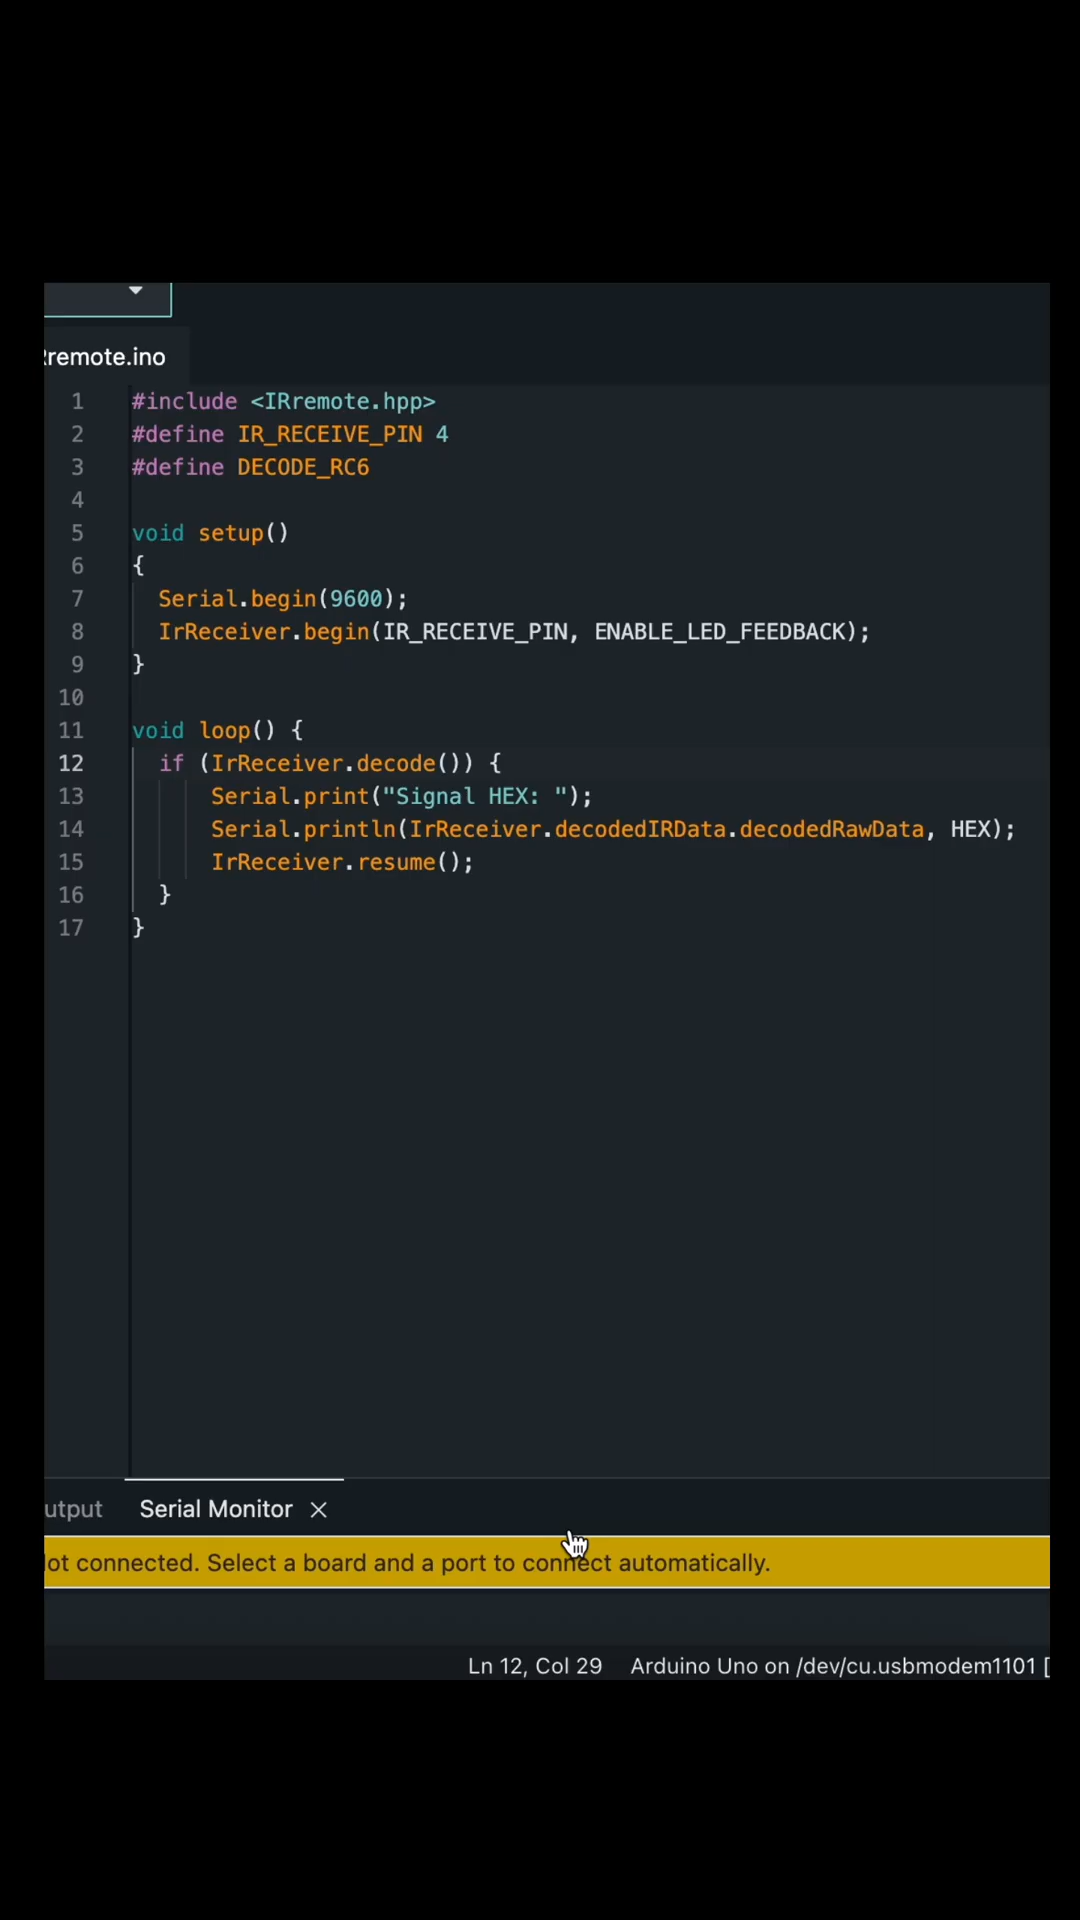 remote.ino
1 #include <IRremote.hpp>
2 #define IR_RECEIVE_PIN 4
3 #define DECODE_RC6
4
5 void setup()
6 {
7 Serial.begin(9600);
8 IrReceiver.begin(IR_RECEIVE_PIN, ENABLE_LED_FEEDBACK);
9 }
10
11 void loop() {
12 if (IrReceiver.decode()) {
13 Serial.print("Signal HEX: ");
14 Serial.println(IrReceiver.decodedIRData.decodedRawData, HEX);
15 IrReceiver.resume();
16 }
17 }
utput Serial Monitor
ot connected. Select a board and a port to connect automatically.
Ln 12, Col 29 Arduino Uno on /dev/cu.usbmodem1101 [